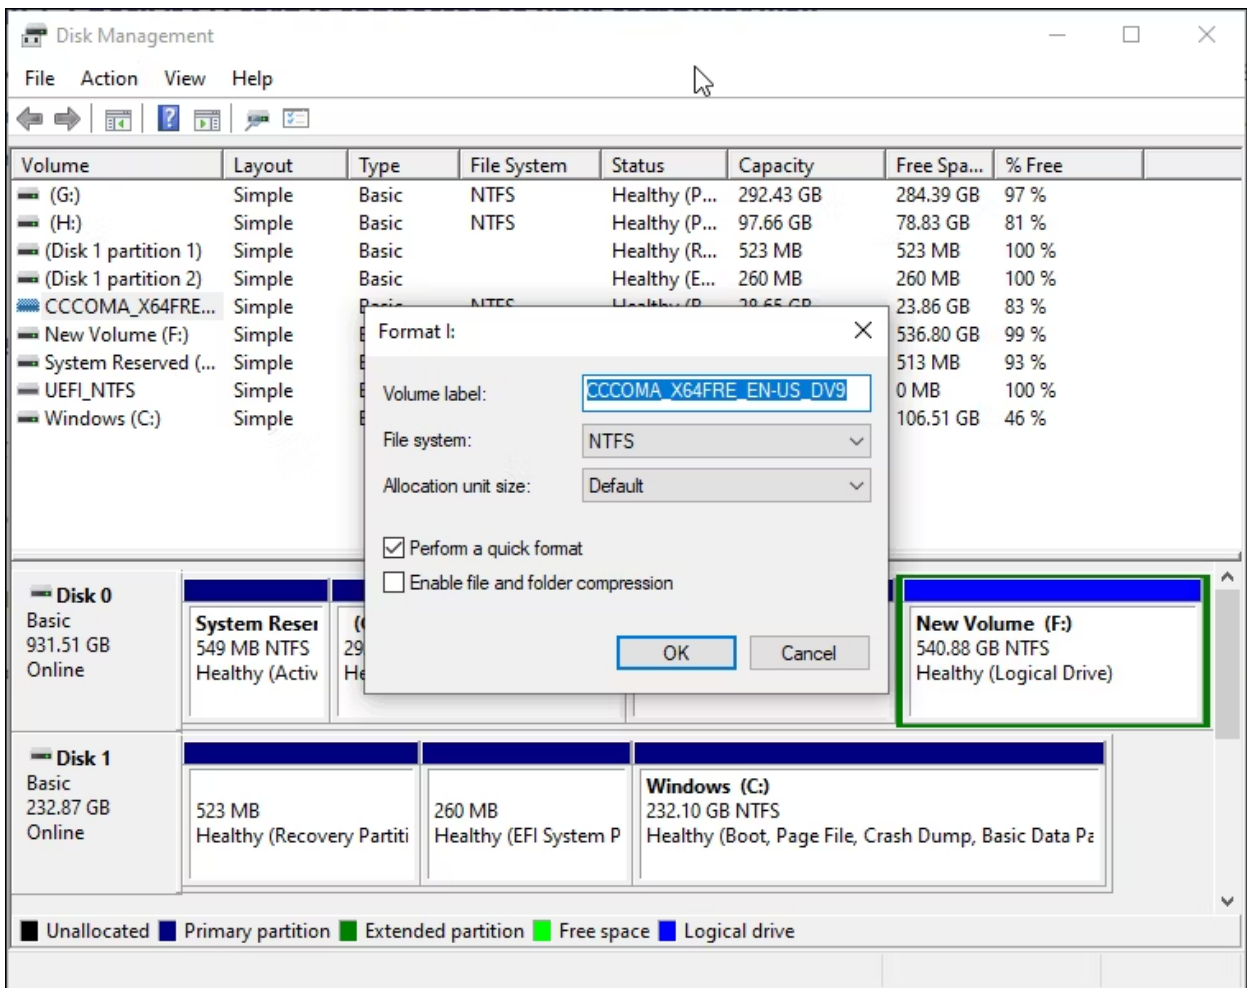 Disk Management
File Action View Help
Volume Layout Type File System Status Capacity Free Spa... % Free
(G:) Simple Basic NTFS Healthy (P... 292.43 GB 284.39 GB 97 %
(H:) Simple Basic NTFS Healthy (P... 97.66 GB 78.83 GB 81 %
(Disk 1 partition 1) Simple Basic Healthy (R... 523 MB 523 MB 100 %
(Disk 1 partition 2) Simple Basic Healthy (E... 260 MB 260 MB 100 %
CCCOMA_X64FRE... Simple Basic NTFS Healthy (P... 28.65 GB 23.86 GB 83 %
New Volume (F:) Simple 536.80 GB 99 %
System Reserved (... Simple 513 MB 93 %
UEFI_NTFS Simple 0 MB 100 %
Windows (C:) Simple 106.51 GB 46 %
Format I:
Volume label: CCCOMA_X64FRE_EN-US_DV9
File system: NTFS
Allocation unit size: Default
Perform a quick format
Enable file and folder compression
OK Cancel
Disk 0
Basic
931.51 GB
Online
System Reser
549 MB NTFS
Healthy (Activ
New Volume (F:)
540.88 GB NTFS
Healthy (Logical Drive)
Disk 1
Basic
232.87 GB
Online
523 MB
Healthy (Recovery Partiti
260 MB
Healthy (EFI System P
Windows (C:)
232.10 GB NTFS
Healthy (Boot, Page File, Crash Dump, Basic Data Pa
Unallocated Primary partition Extended partition Free space Logical drive